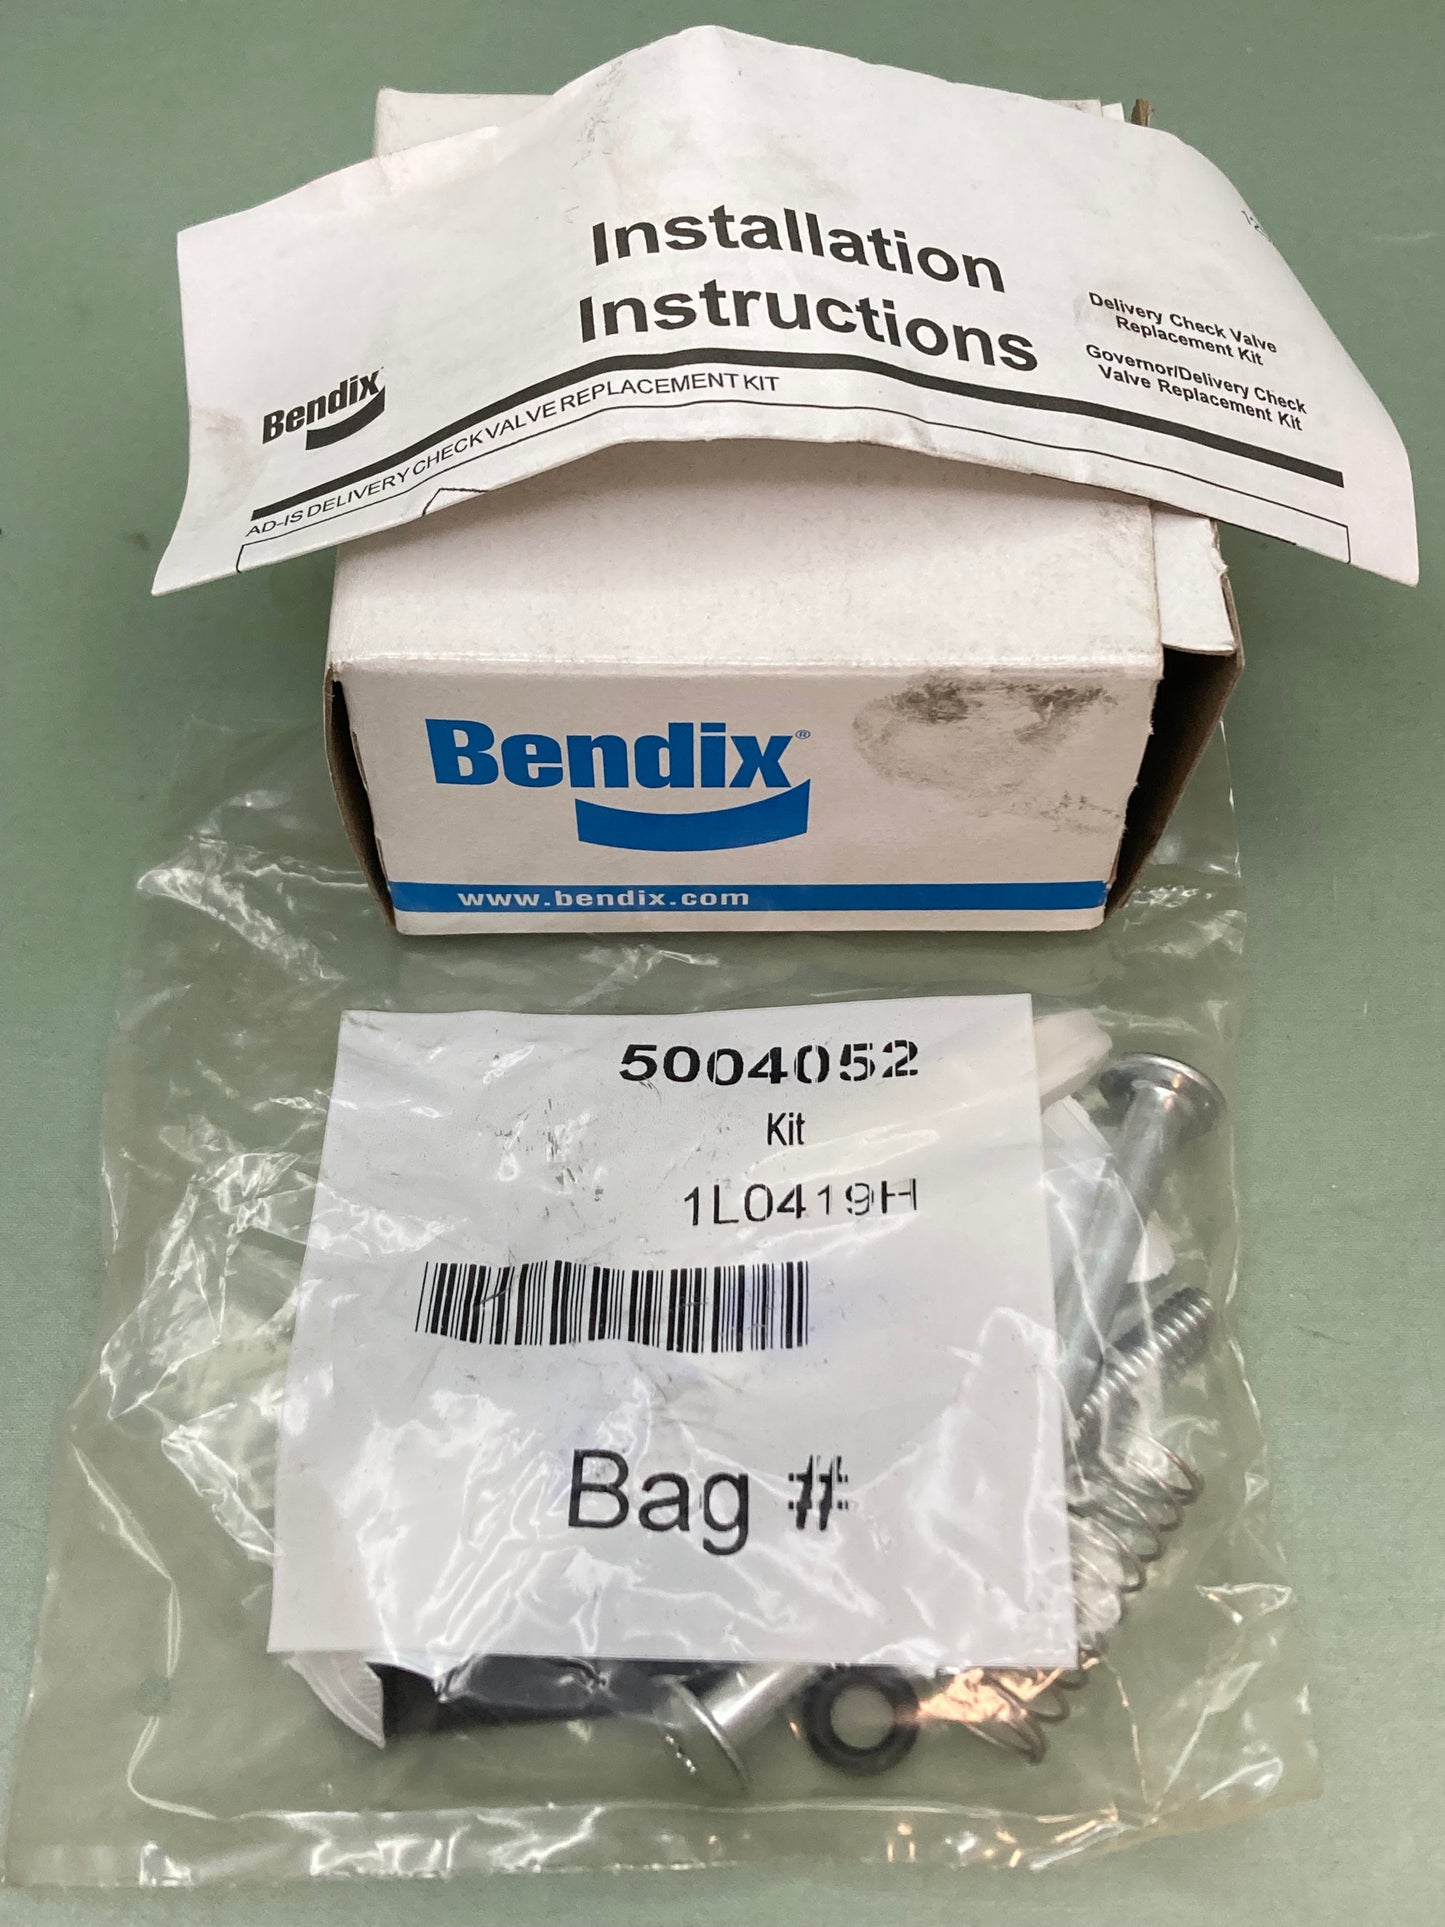 Installation
Instructions
Delivery Check Valve
Replacement Kit
Governor/Delivery Check
Valve Replacement Kit
Bendix
AD-IS DELIVERY CHECK VALVE REPLACEMENT KIT
Bendix®
www.bendix.com
5004052
Kit
1L0419H
Bag #